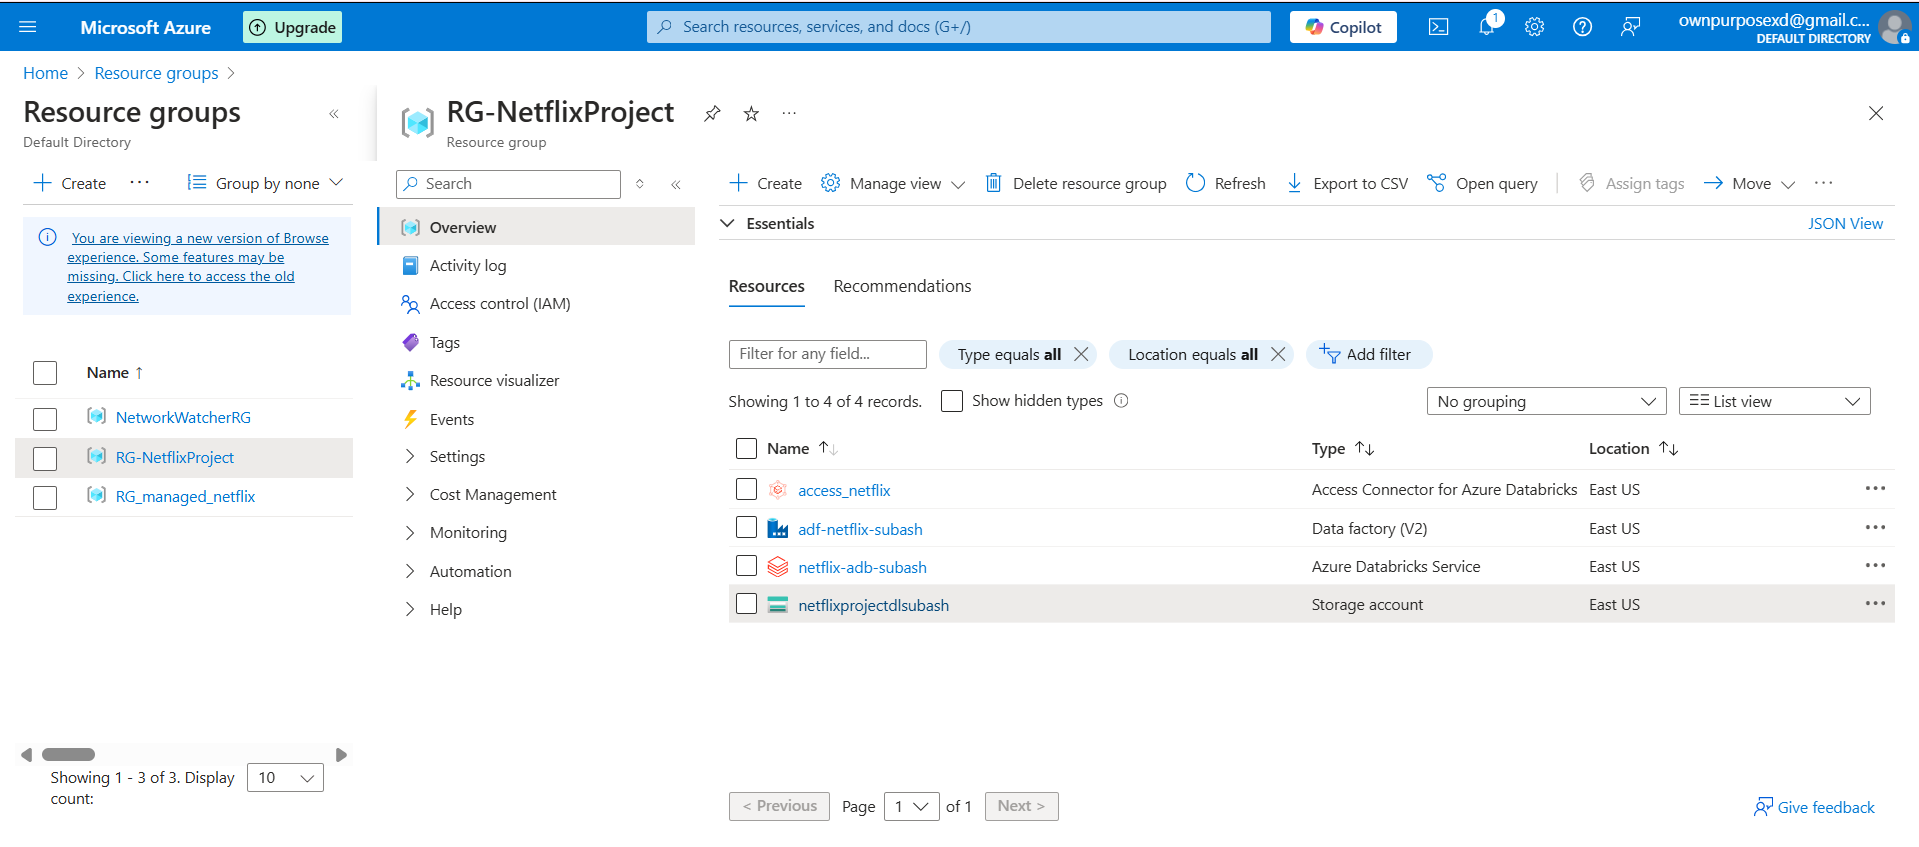 Microsoft Azure
Upgrade
Search resources, services, and docs (G+/)
Copilot
1
ownpurposexd@gmail.c...
DEFAULT DIRECTORY
Home > Resource groups >
Resource groups
Default Directory
Create
Group by none
You are viewing a new version of Browse
experience. Some features may be
missing. Click here to access the old
experience.
Name ↑
NetworkWatcherRG
RG-NetflixProject
RG_managed_netflix
Showing 1 - 3 of 3. Display
count:
10
RG-NetflixProject
Resource group
Search
Overview
Activity log
Access control (IAM)
Tags
Resource visualizer
Events
Settings
Cost Management
Monitoring
Automation
Help
Create Manage view Delete resource group Refresh Export to CSV Open query Assign tags Move
Essentials
JSON View
Resources Recommendations
Filter for any field...
Type equals all
Location equals all
Add filter
Showing 1 to 4 of 4 records.
Show hidden types
No grouping
List view
Name Type Location
access_netflix Access Connector for Azure Databricks East US
adf-netflix-subash Data factory (V2) East US
netflix-adb-subash Azure Databricks Service East US
netflixprojectdlsubash Storage account East US
< Previous Page 1 of 1 Next >
Give feedback